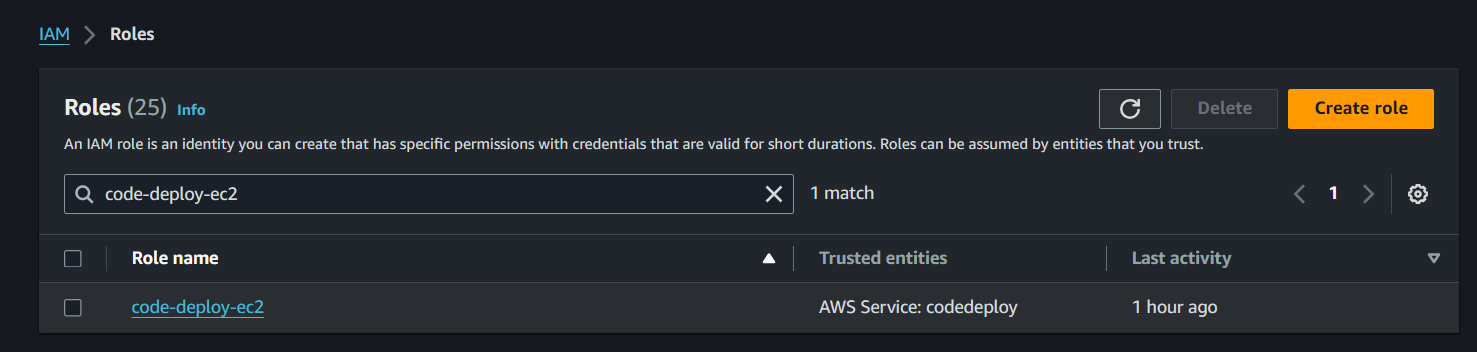 IAM > Roles
Roles (25) Info
Delete
Create role
An IAM role is an identity you can create that has specific permissions with credentials that are valid for short durations. Roles can be assumed by entities that you trust.
code-deploy-ec2
1 match
1
Role name Trusted entities Last activity
code-deploy-ec2 AWS Service: codedeploy 1 hour ago